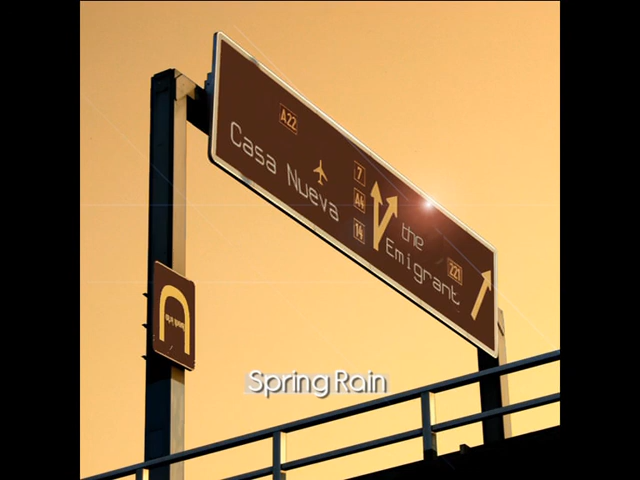 A22
Casa Nueva
7
A4
14
the
Emigrant
221
Spring Rain